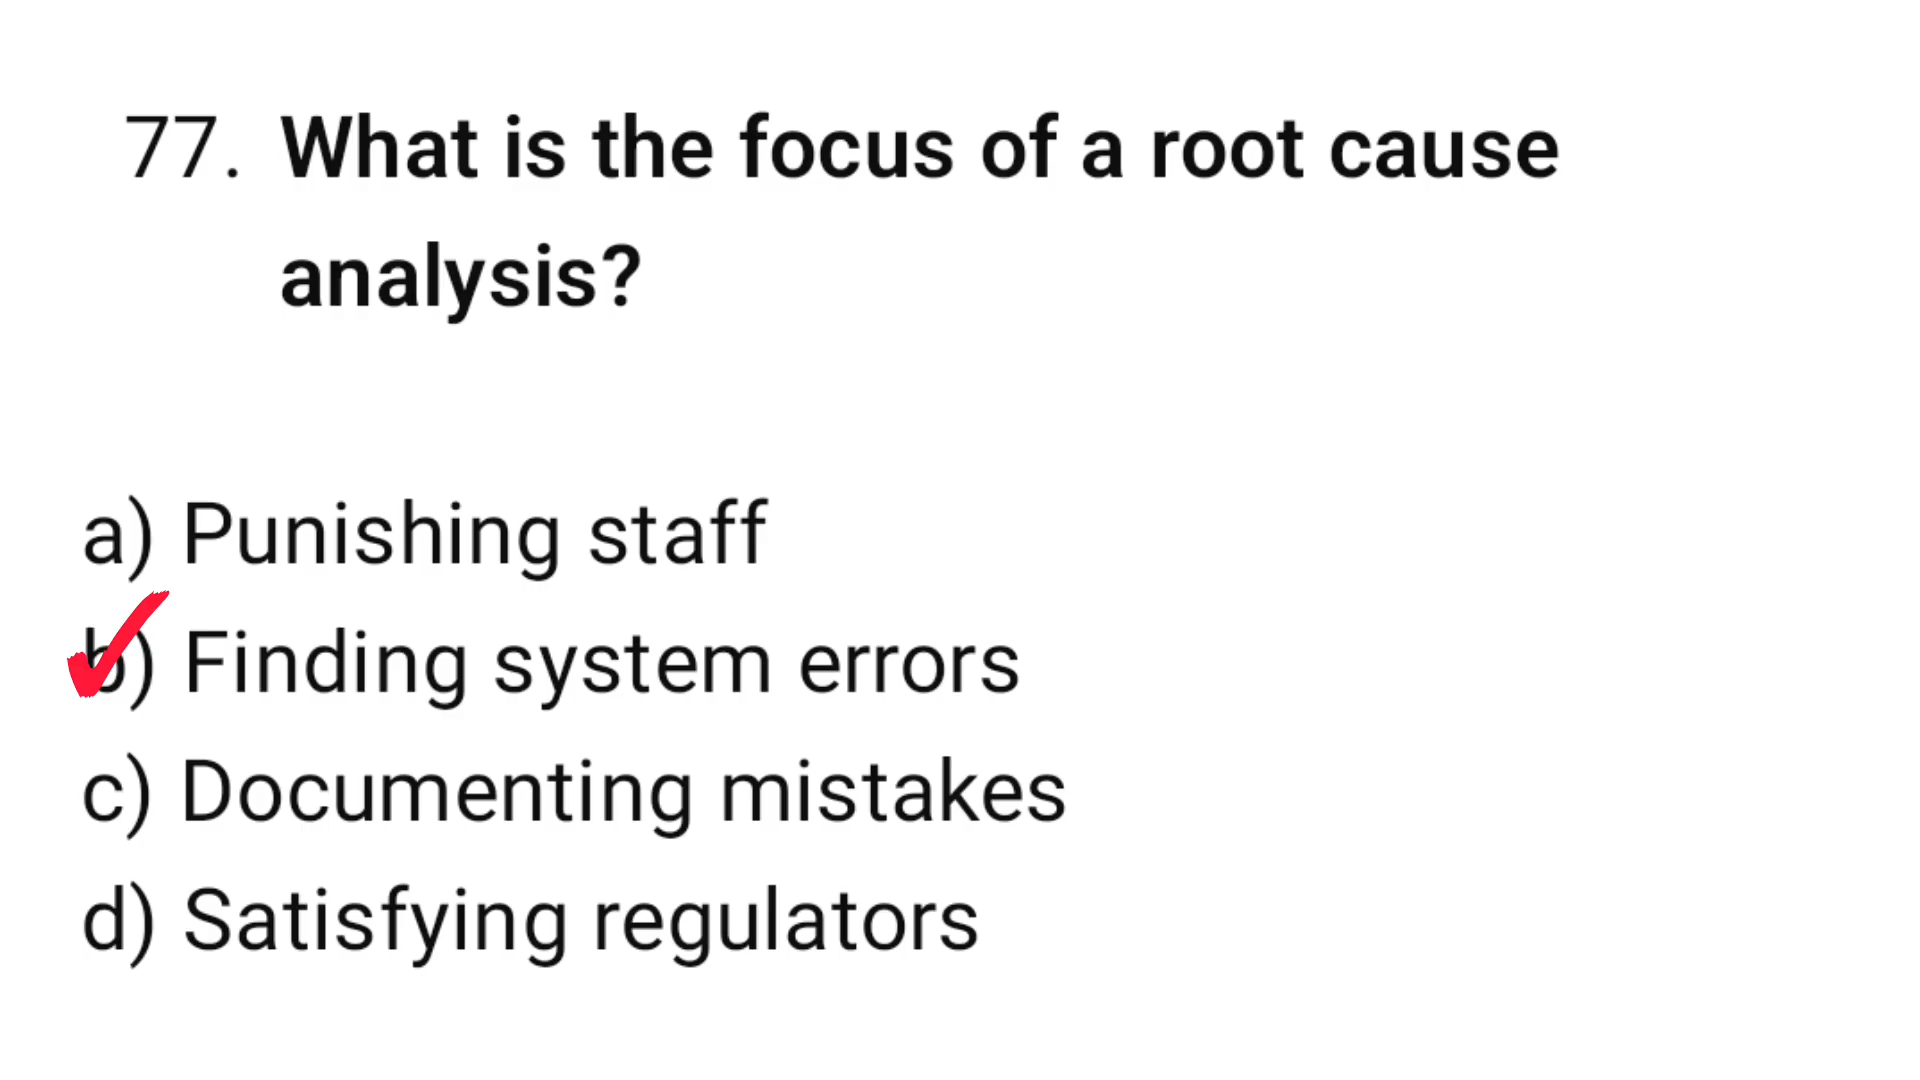 77. What is the focus of a root cause
analysis?
a) Punishing staff
b) Finding system errors
c) Documenting mistakes
d) Satisfying regulators